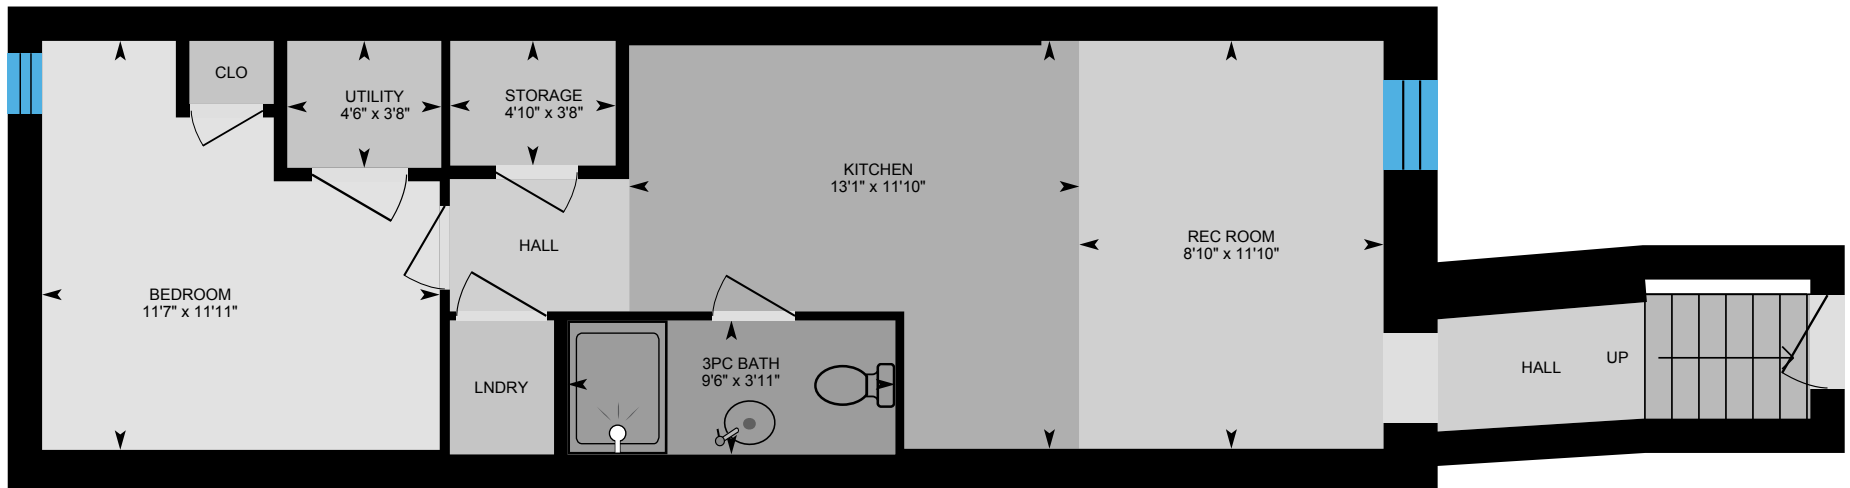 CLO
UTILITY
4'6" x 3'8"
STORAGE
4'10" x 3'8"
KITCHEN
13'1" x 11'10"
REC ROOM
8'10" x 11'10"
HALL
BEDROOM
11'7" x 11'11"
LNDRY
3PC BATH
9'6" x 3'11"
HALL
UP